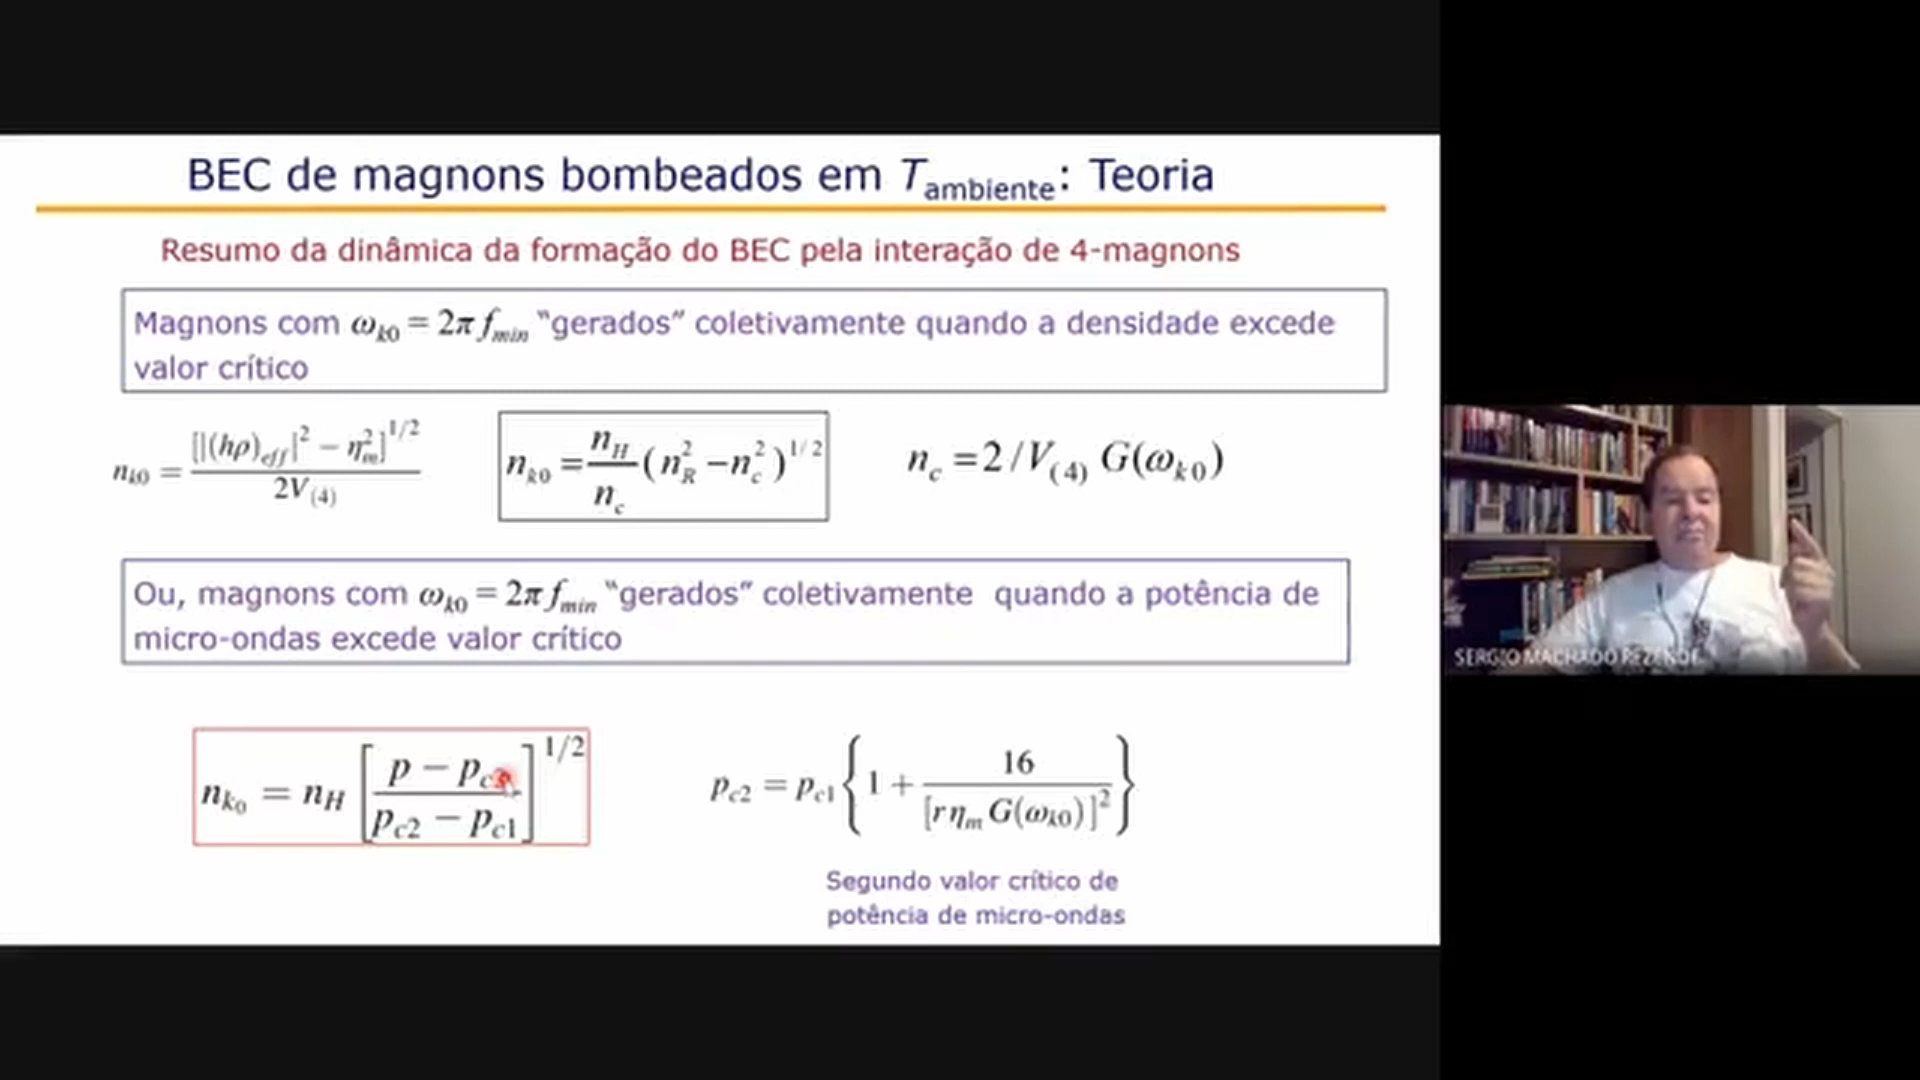 BEC de magnons bombeados em T_ambiente: Teoria
Resumo da dinâmica da formação do BEC pela interação de 4-magnons
Magnons com ω_k0 = 2π f_min "gerados" coletivamente quando a densidade excede
valor crítico
n_k0 = [|(hρ)_eff|² − η_m²]^1/2 / 2V_(4)
n_k0 = n_H / n_c (n_R² − n_c²)^1/2
n_c = 2 / V_(4) G(ω_k0)
Ou, magnons com ω_k0 = 2π f_min "gerados" coletivamente quando a potência de
micro-ondas excede valor crítico
n_k0 = n_H [p − p_c / p_c2 − p_c1]^1/2
p_c2 = p_c1 {1 + 16 / [r η_m G(ω_k0)]²}
Segundo valor crítico de
potência de micro-ondas
SERGIO MACHADO REZENDE